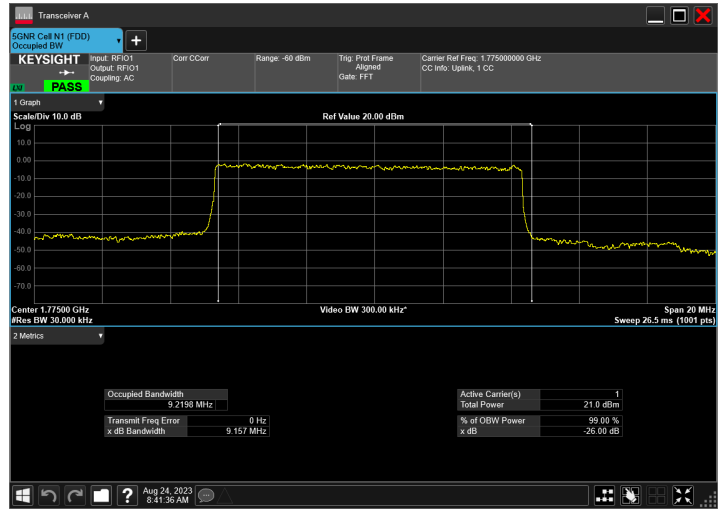 Transceiver A
5GNR Cell N1 (FDD)
Occupied BW
KEYSIGHT
Input: RFIO1
Output: RFIO1
Coupling: AC
Corr CCorr
Range: -60 dBm
Trig: Prot Frame
Aligned
Gate: FFT
Carrier Ref Freq: 1.775000000 GHz
CC Info: Uplink, 1 CC
LXI
PASS
1 Graph
Scale/Div 10.0 dB
Ref Value 20.00 dBm
Log
10.0
0.00
-10.0
-20.0
-30.0
-40.0
-50.0
-60.0
-70.0
Center 1.77500 GHz
Video BW 300.00 kHz*
Span 20 MHz
#Res BW 30.000 kHz
Sweep 26.5 ms (1001 pts)
2 Metrics
Occupied Bandwidth
9.2198 MHz
Transmit Freq Error 0 Hz
x dB Bandwidth 9.157 MHz
Active Carrier(s) 1
Total Power 21.0 dBm
% of OBW Power 99.00 %
x dB -26.00 dB
Aug 24, 2023
8:41:36 AM